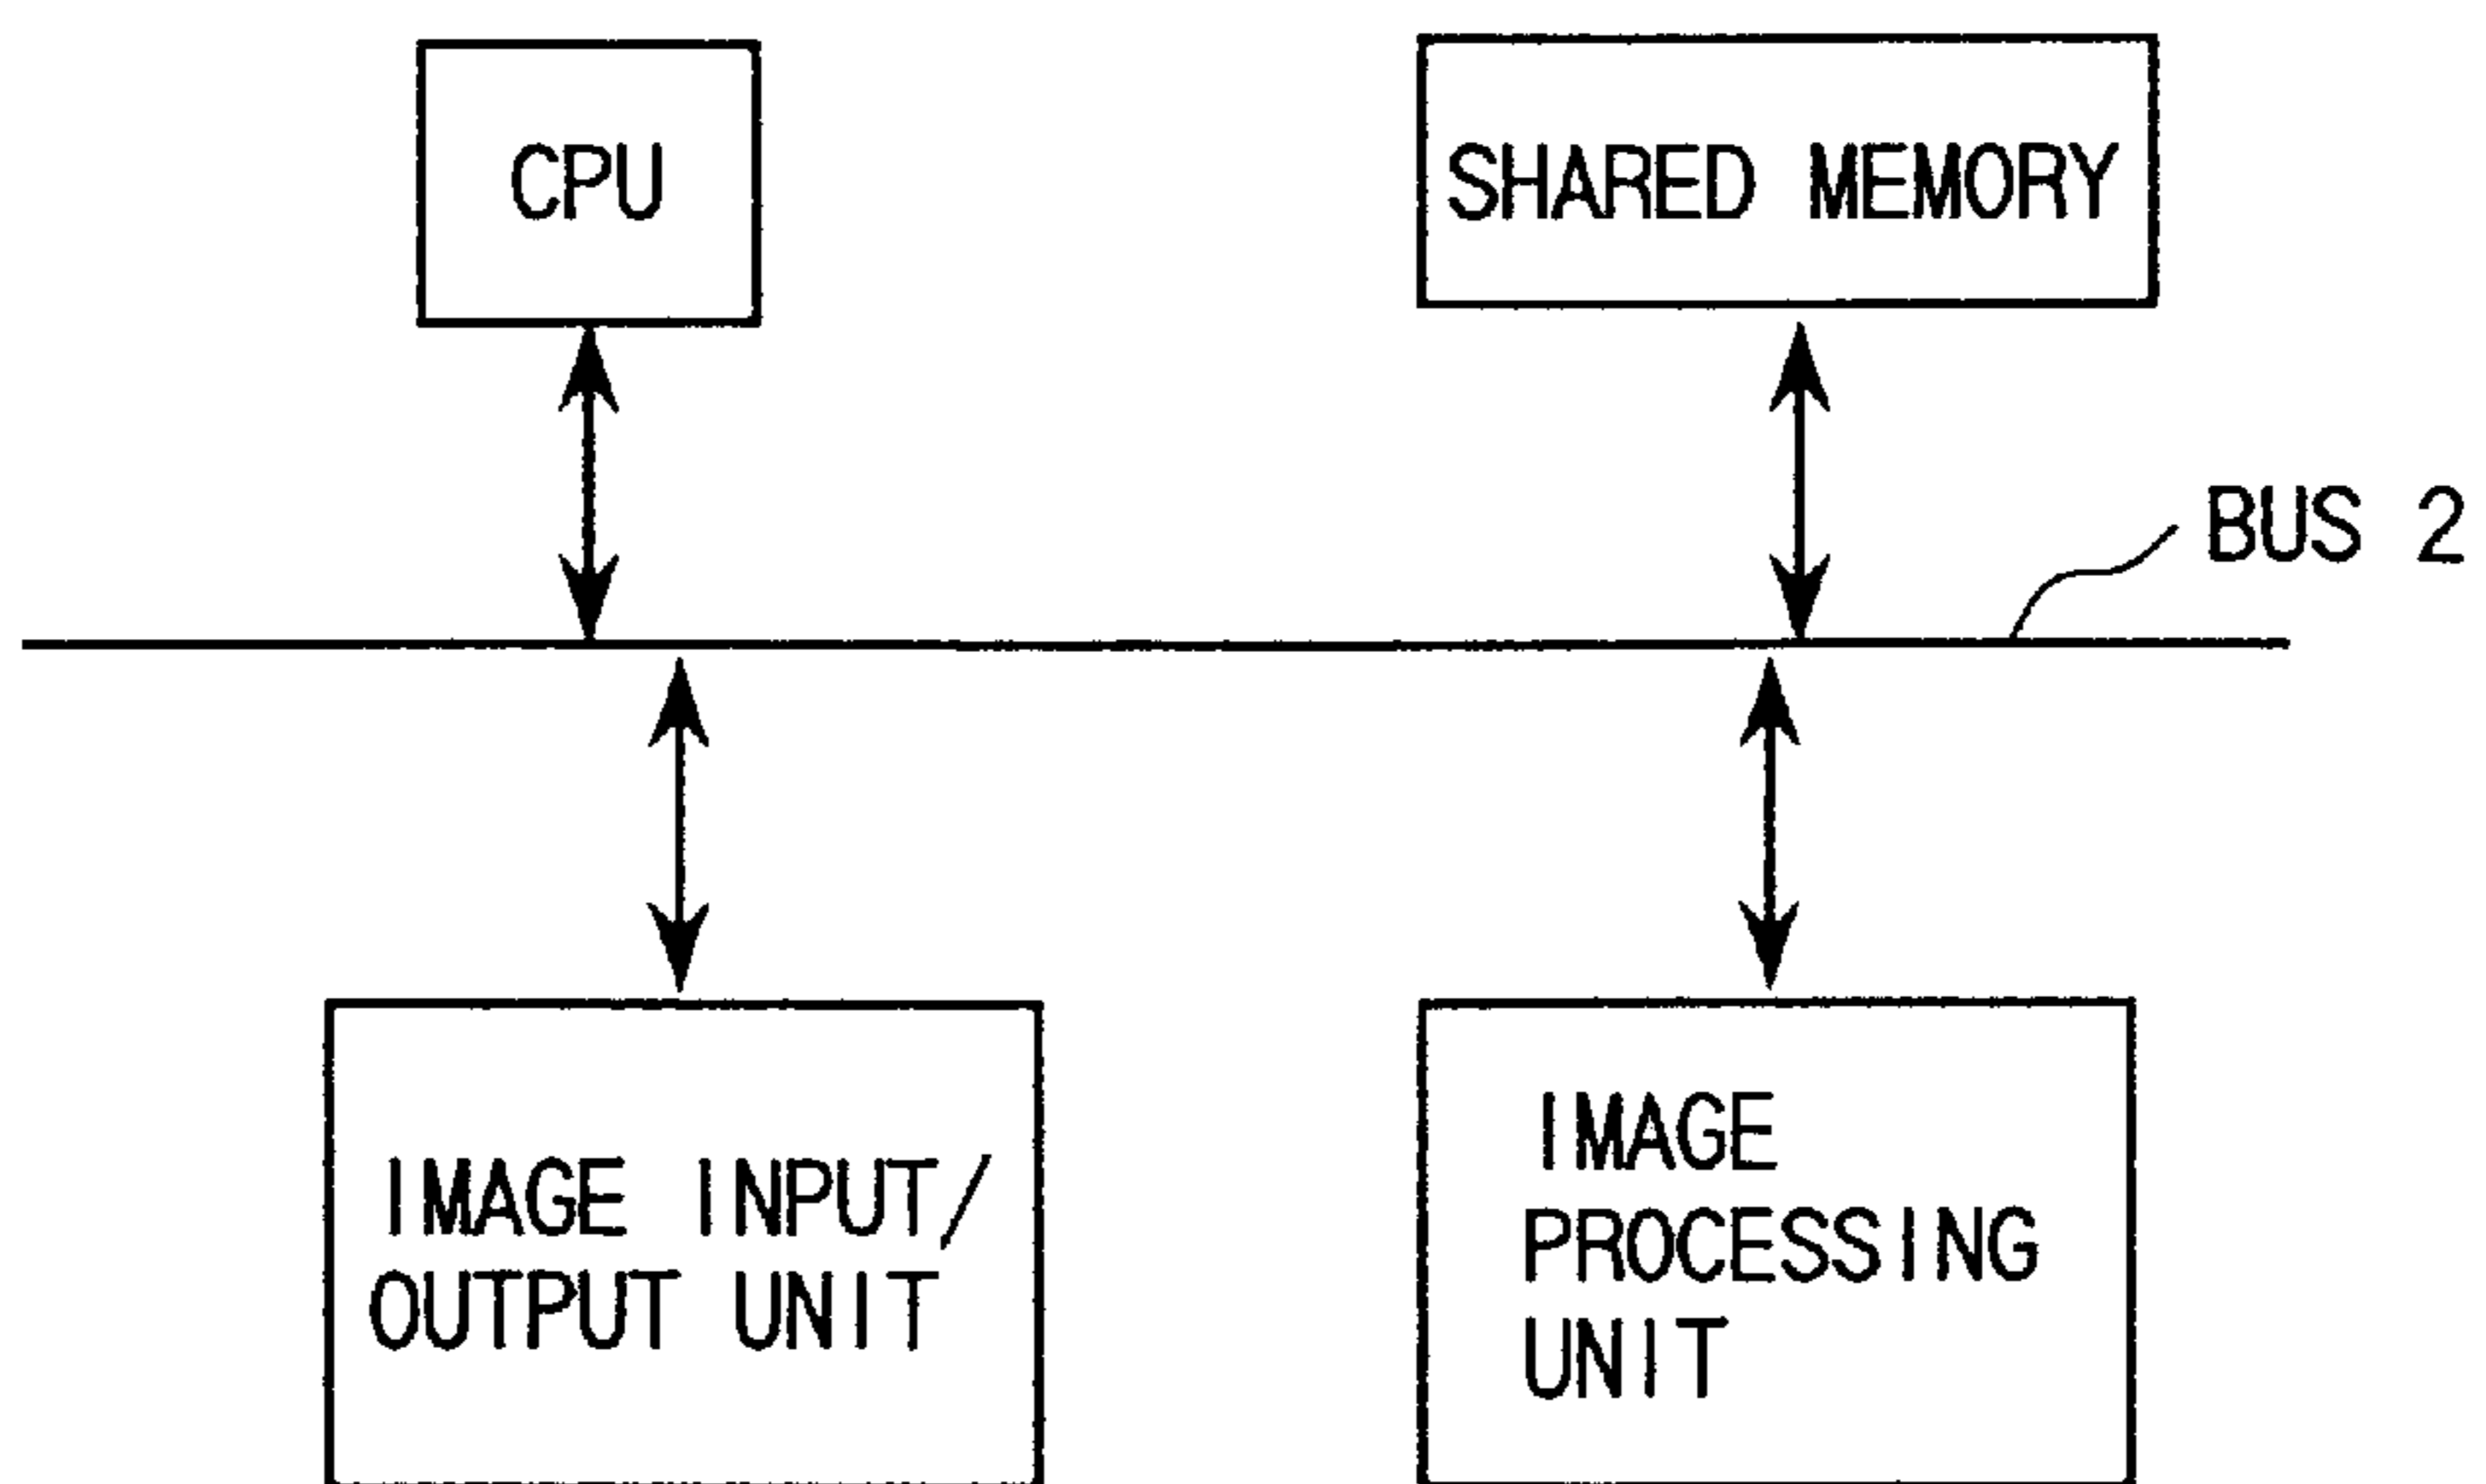 CPU
SHARED MEMORY
BUS 2
IMAGE INPUT/
OUTPUT UNIT
IMAGE
PROCESSING
UNIT